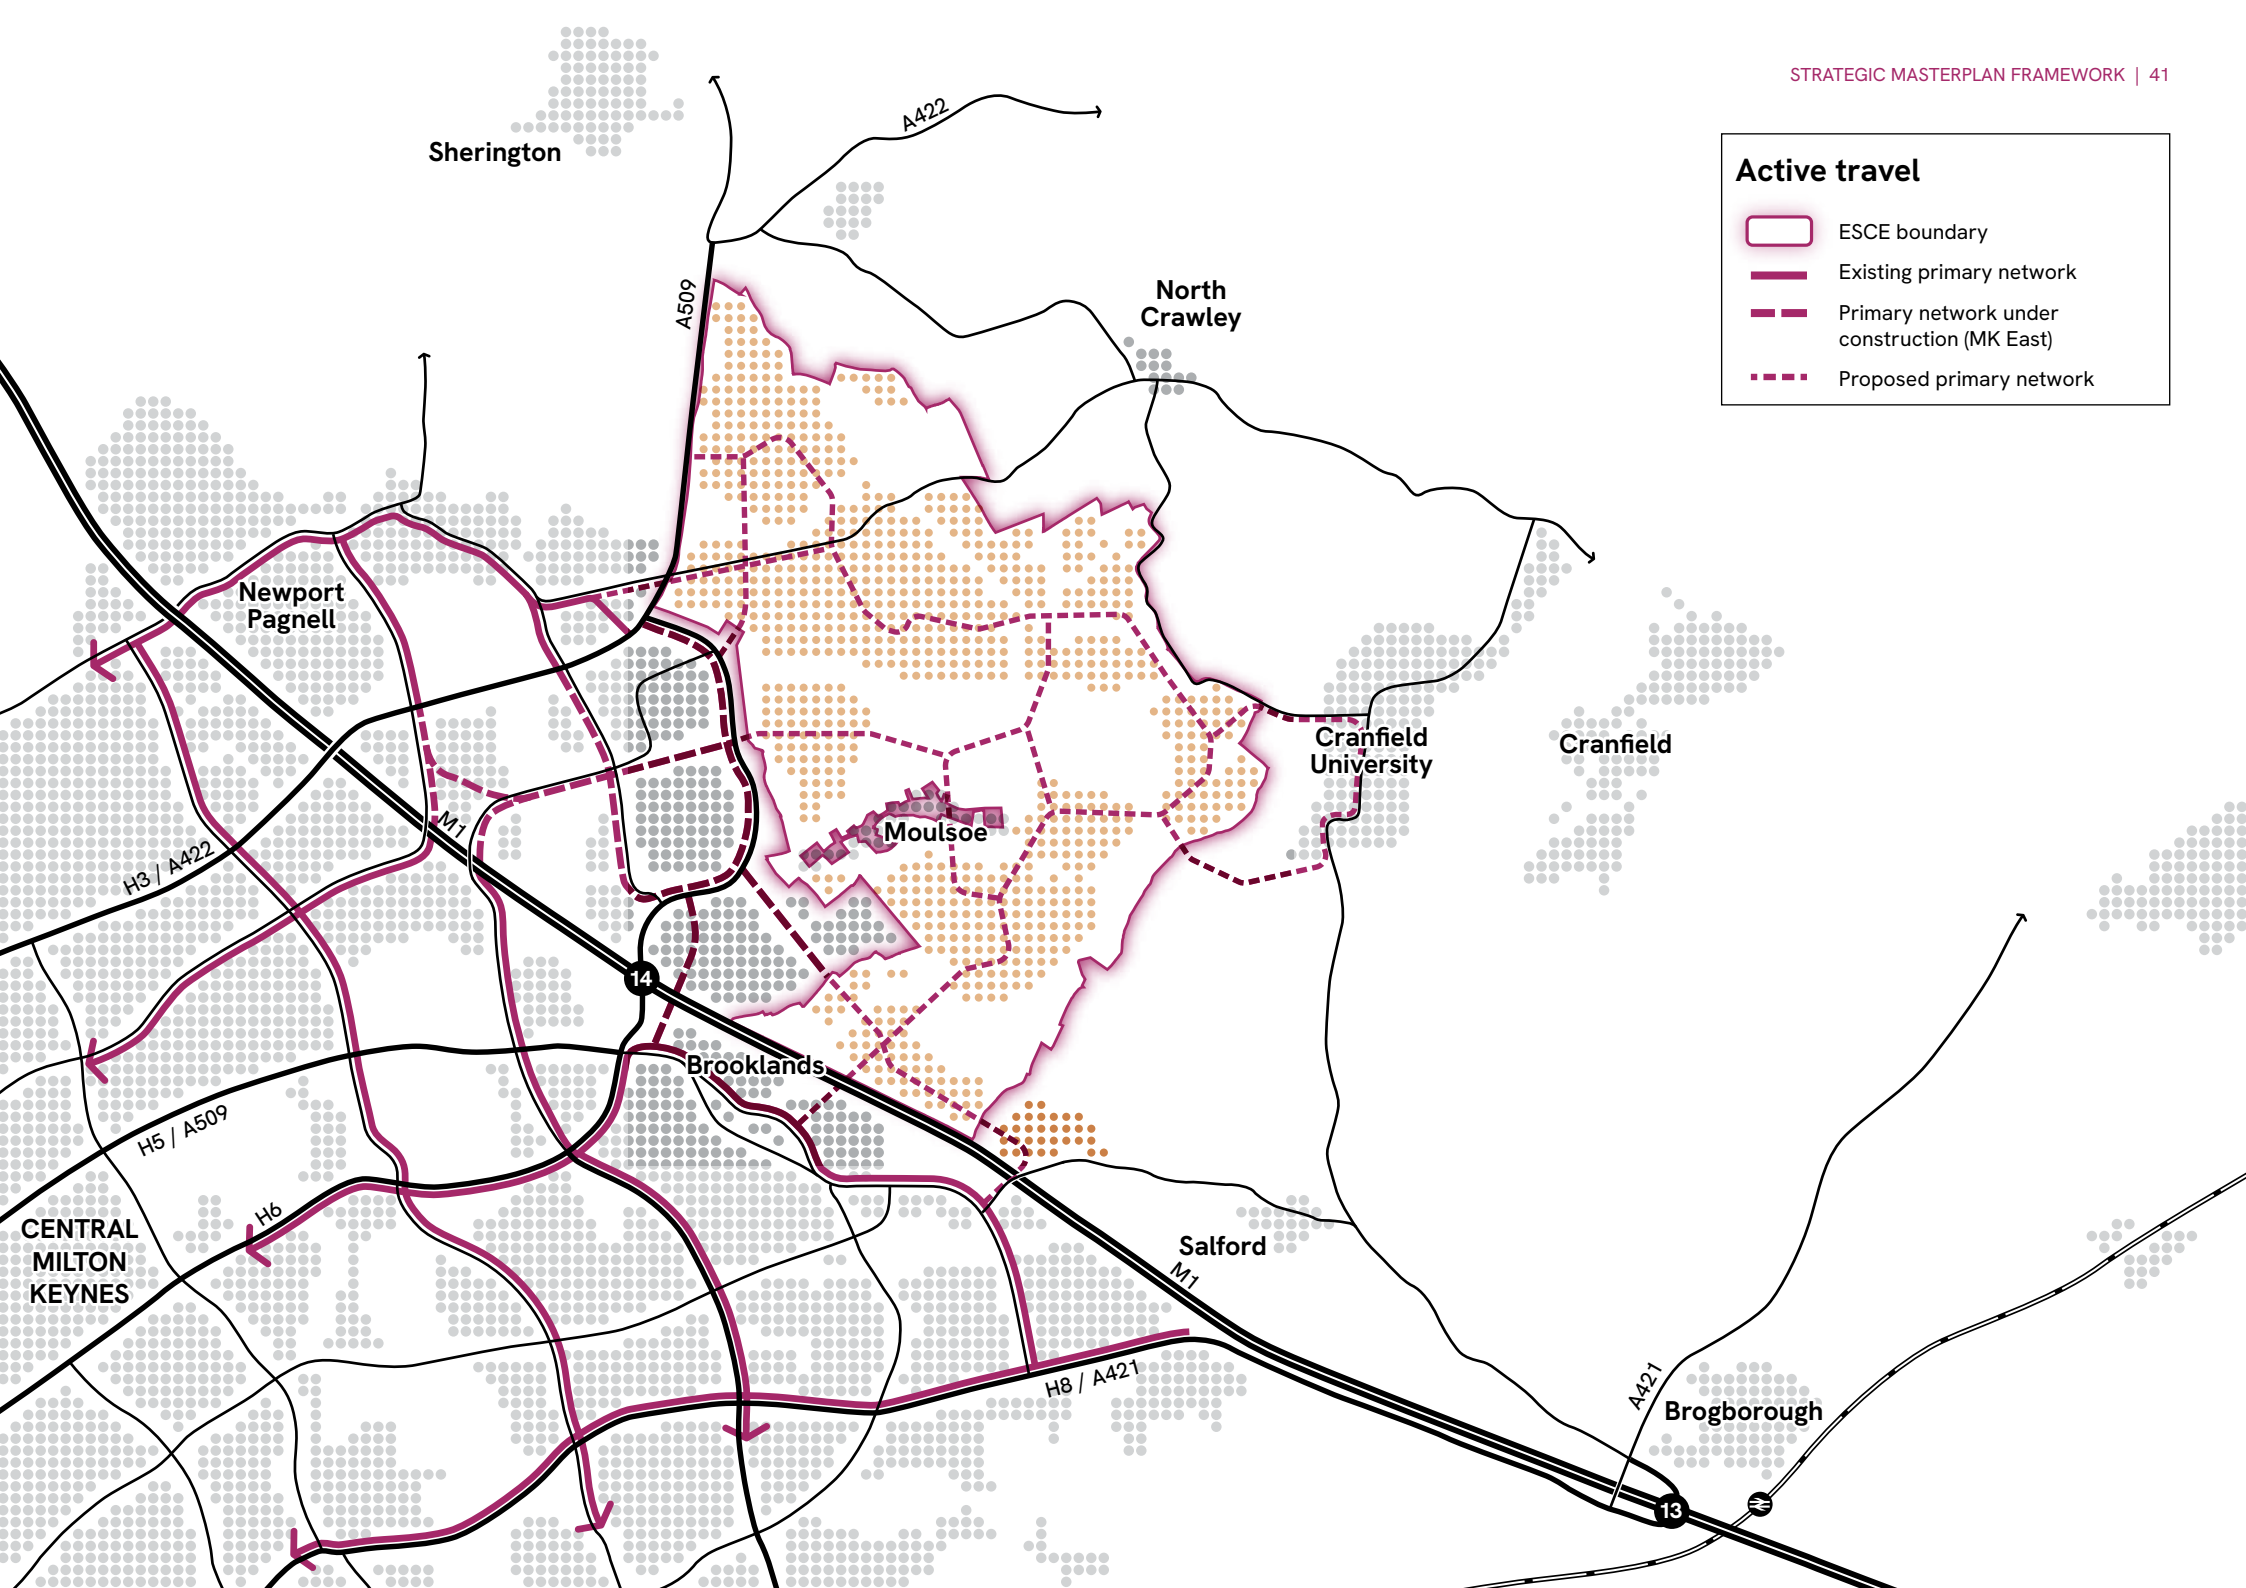 STRATEGIC MASTERPLAN FRAMEWORK | 41
Active travel
ESCE boundary
Existing primary network
Primary network under
construction (MK East)
Proposed primary network
A422
Sherington
A509
North
Crawley
Newport
Pagnell
Cranfield
University
Cranfield
M1
Moulsoe
H3 / A422
14
Brooklands
H5 / A509
H6
CENTRAL
MILTON
KEYNES
Salford
M1
H8 / A421
A421
Brogborough
13